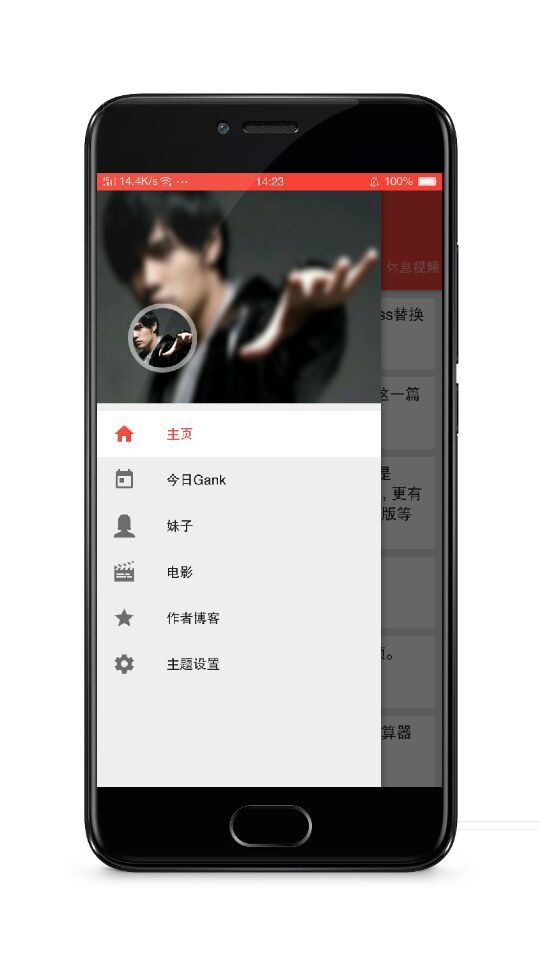 14.4K/s ··· 14:23 100%
休息视频
ss替换
这一篇
主页
是
今日Gank
，更有
版等
妹子
电影
作者博客
题。
主题设置
算器